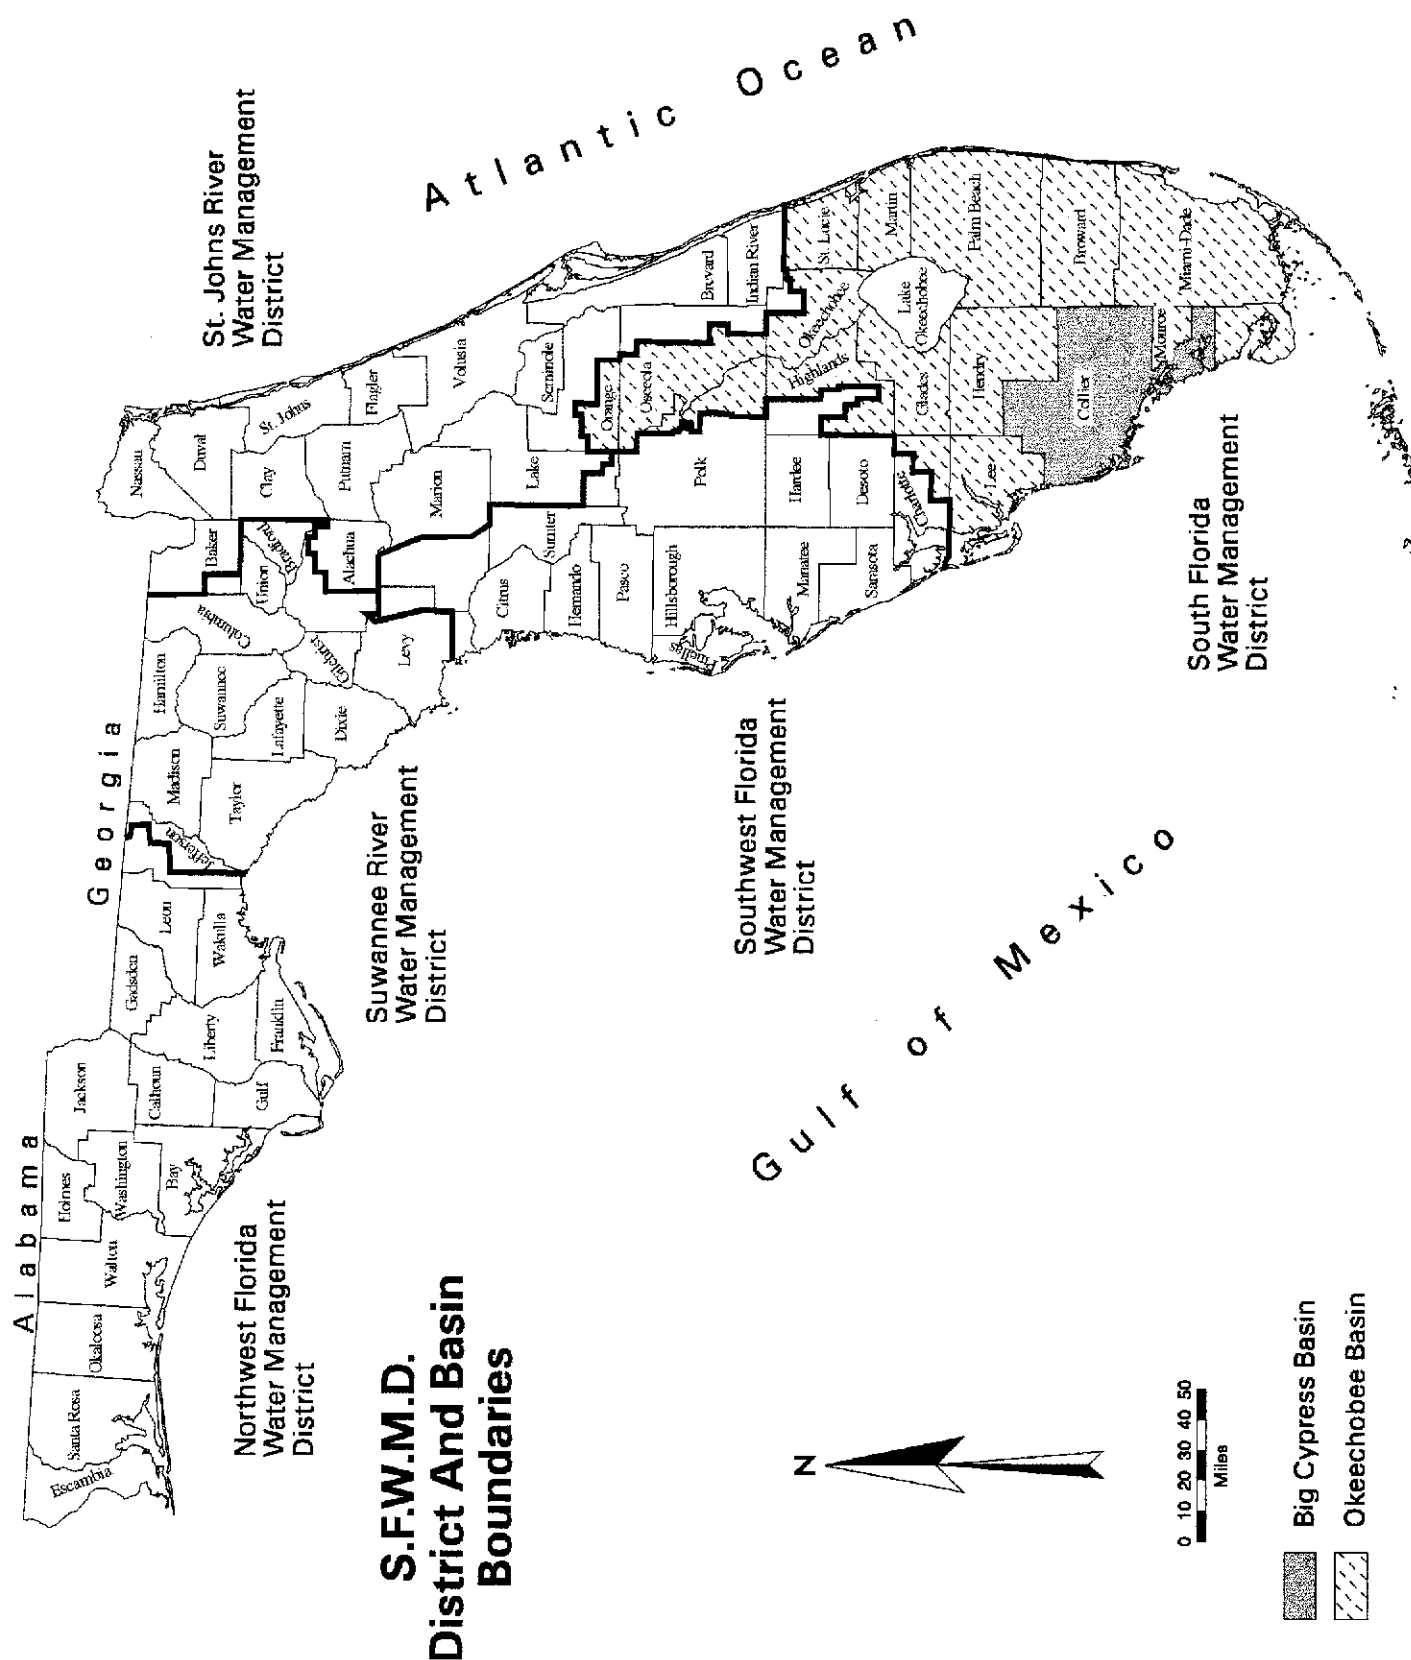 S.F.W.M.D.
District And Basin
Boundaries
Alabama
Georgia
Atlantic Ocean
Gulf of Mexico
Northwest Florida
Water Management
District
Suwannee River
Water Management
District
St. Johns River
Water Management
District
Southwest Florida
Water Management
District
South Florida
Water Management
District
Escambia
Santa Rosa
Okaloosa
Walton
Holmes
Washington
Bay
Jackson
Calhoun
Gulf
Gadsden
Liberty
Franklin
Leon
Wakulla
Jefferson
Madison
Taylor
Hamilton
Suwannee
Lafayette
Dixie
Columbia
Gilchrist
Levy
Baker
Union
Bradford
Alachua
Nassau
Duval
Clay
St. Johns
Putnam
Flagler
Marion
Volusia
Citrus
Sumter
Lake
Seminole
Hernando
Pasco
Orange
Osceola
Brevard
Pinellas
Hillsborough
Polk
Indian River
Manatee
Hardee
Highlands
Okeechobee
St. Lucie
Sarasota
Desoto
Martin
Charlotte
Glades
Lake
Okeechobee
Lee
Hendry
Palm Beach
Collier
Broward
Monroe
Miami-Dade
N
0 10 20 30 40 50
Miles
Big Cypress Basin
Okeechobee Basin